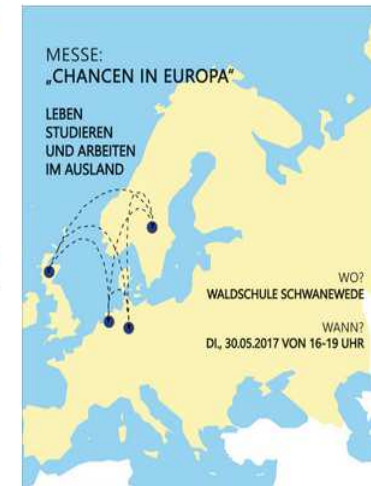 MESSE:
„CHANCEN IN EUROPA“
LEBEN
STUDIEREN
UND ARBEITEN
IM AUSLAND
WO?
WALDSCHULE SCHWANEWEDE
WANN?
DI., 30.05.2017 VON 16-19 UHR